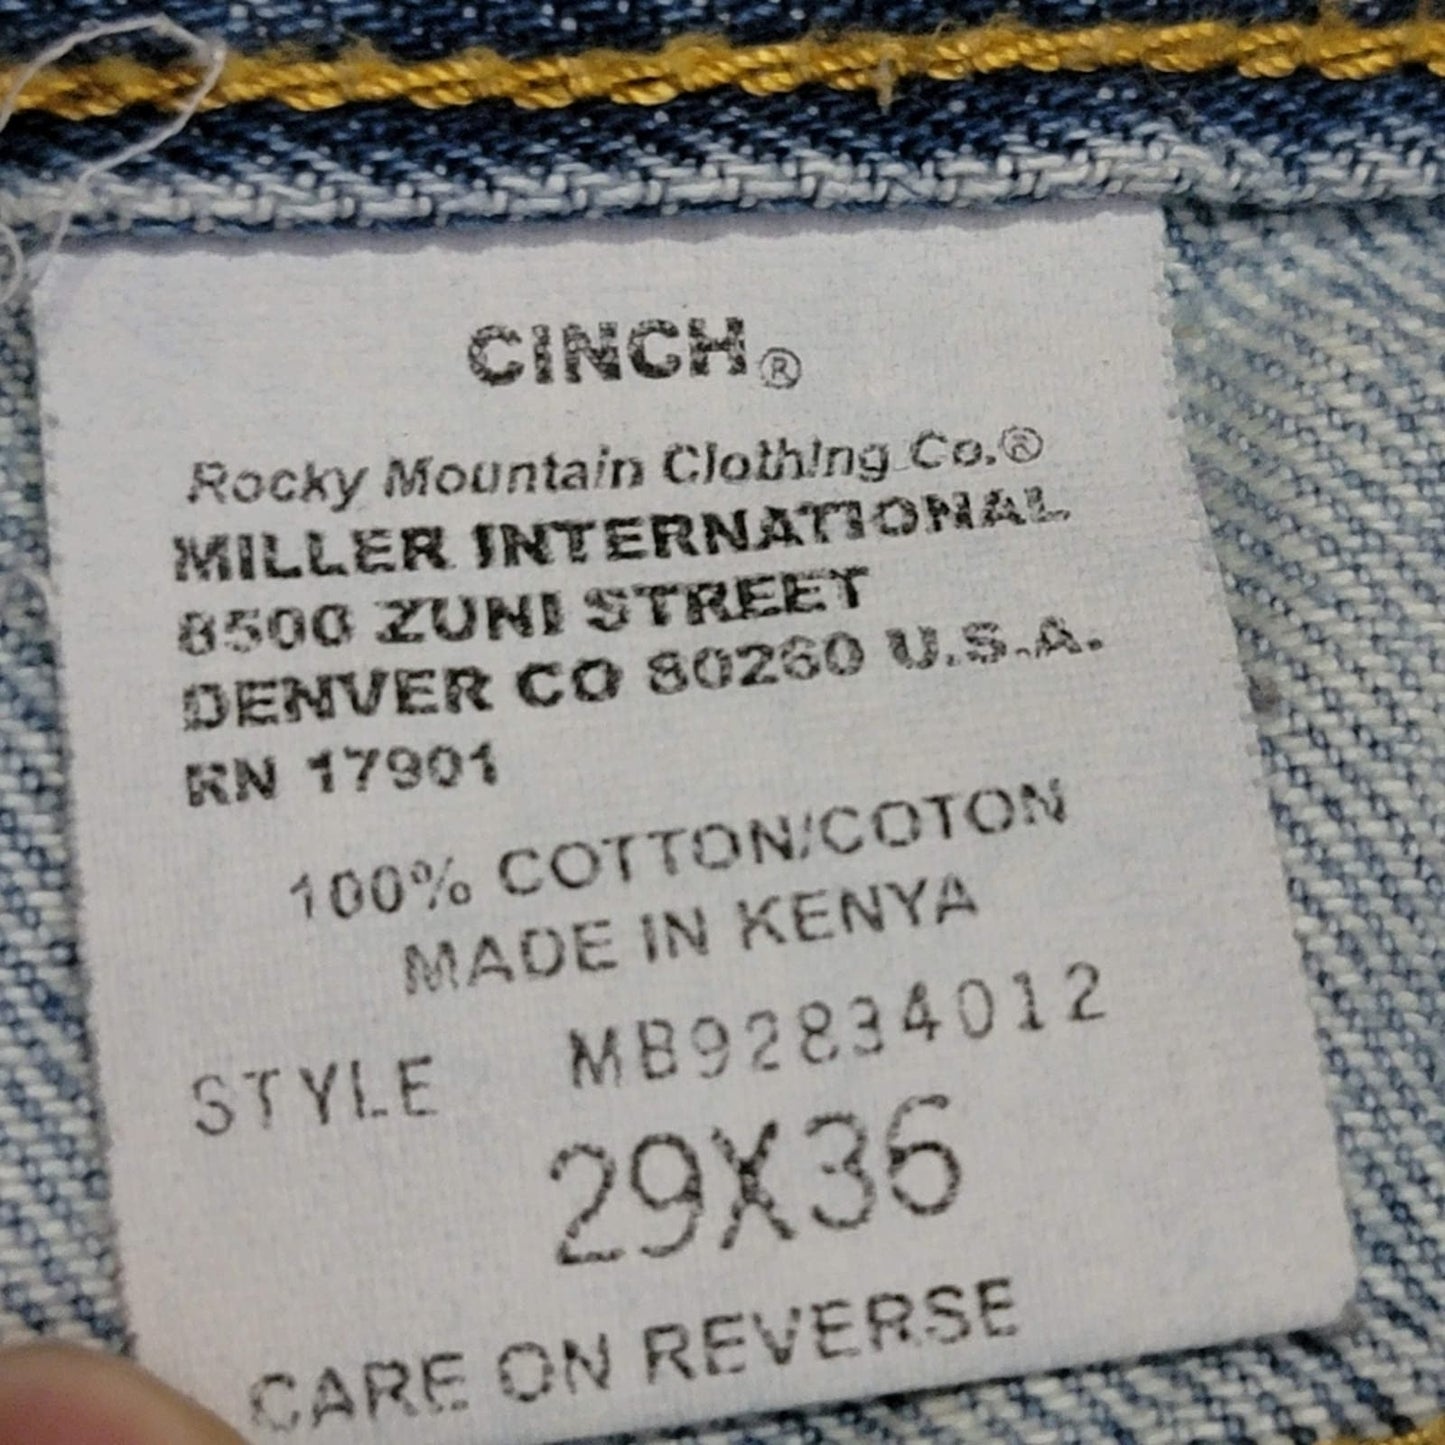 CINCH®
Rocky Mountain Clothing Co.®
MILLER INTERNATIONAL
8500 ZUNI STREET
DENVER CO 80260 U.S.A.
RN 17901
100% COTTON/COTON
MADE IN KENYA
STYLE MB92834012
29X36
CARE ON REVERSE